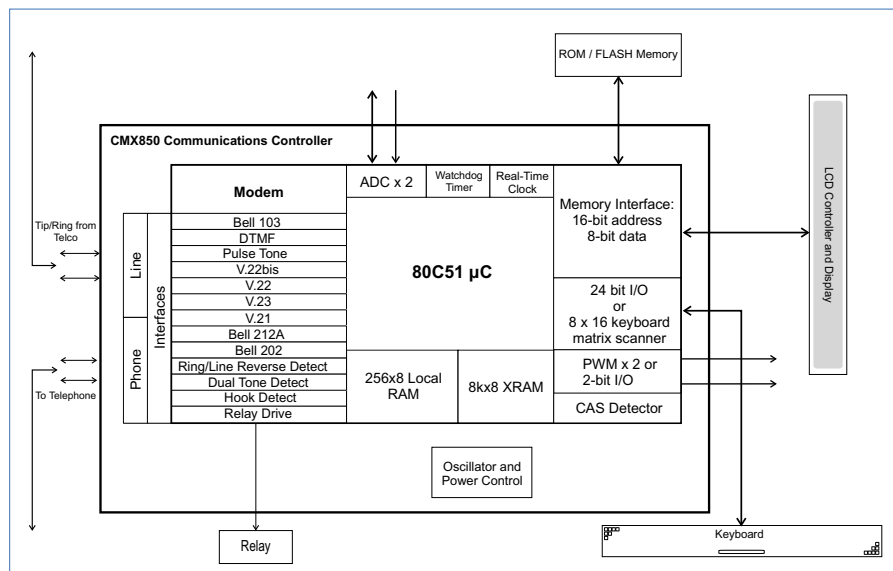 ROM / FLASH Memory
CMX850 Communications Controller
Modem
ADC x 2
Watchdog
Timer
Real-Time
Clock
Memory Interface:
16-bit address
8-bit data
LCD Controller and Display
Tip/Ring from
Telco
Line
Phone
Interfaces
Bell 103
DTMF
Pulse Tone
V.22bis
V.22
V.23
V.21
Bell 212A
Bell 202
Ring/Line Reverse Detect
Dual Tone Detect
Hook Detect
Relay Drive
80C51 µC
24 bit I/O
or
8 x 16 keyboard
matrix scanner
256x8 Local
RAM
8kx8 XRAM
PWM x 2 or
2-bit I/O
CAS Detector
To Telephone
Oscillator and
Power Control
Relay
Keyboard